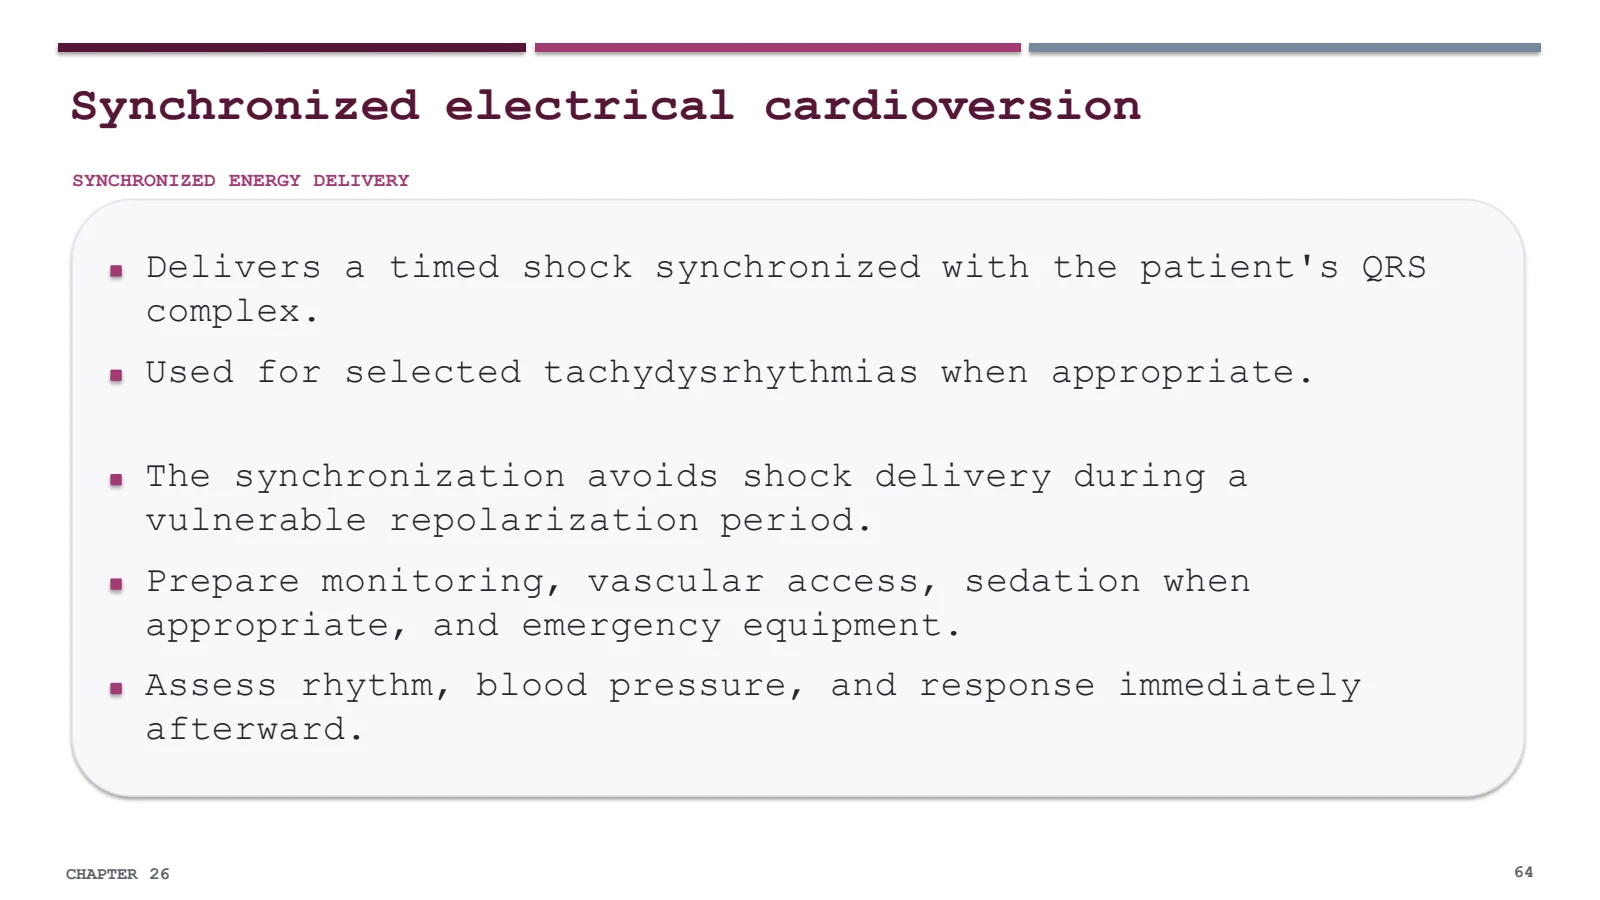 Synchronized electrical cardioversion
SYNCHRONIZED ENERGY DELIVERY
Delivers a timed shock synchronized with the patient's QRS
complex.
Used for selected tachydysrhythmias when appropriate.
The synchronization avoids shock delivery during a
vulnerable repolarization period.
Prepare monitoring, vascular access, sedation when
appropriate, and emergency equipment.
Assess rhythm, blood pressure, and response immediately
afterward.
CHAPTER 26
64